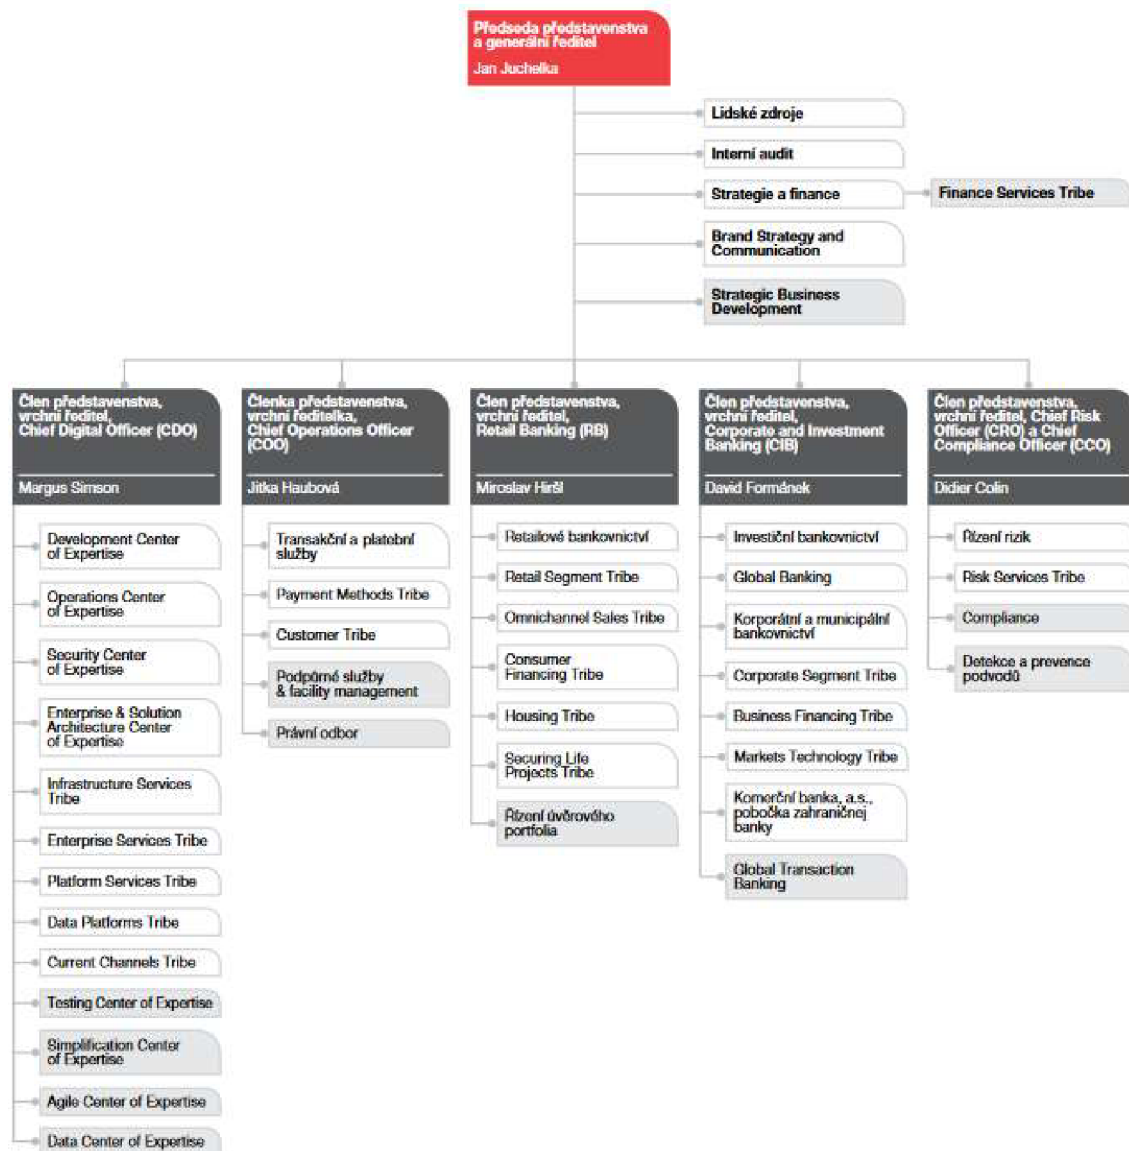 Předseda představenstva
a generální ředitel
Jan Juchelka
Lidské zdroje
Interní audit
Strategie a finance
Finance Services Tribe
Brand Strategy and
Communication
Strategic Business
Development
Člen představenstva,
vrchní ředitel,
Chief Digital Officer (CDO)
Margus Simson
Development Center
of Expertise
Operations Center
of Expertise
Security Center
of Expertise
Enterprise & Solution
Architecture Center
of Expertise
Infrastructure Services
Tribe
Enterprise Services Tribe
Platform Services Tribe
Data Platforms Tribe
Current Channels Tribe
Testing Center of Expertise
Simplification Center
of Expertise
Agile Center of Expertise
Data Center of Expertise
Členka představenstva,
vrchní ředitelka,
Chief Operations Officer
(COO)
Jitka Haubová
Transakční a platební
služby
Payment Methods Tribe
Customer Tribe
Podpůrné služby
& facility management
Právní odbor
Člen představenstva,
vrchní ředitel,
Retail Banking (RB)
Miroslav Hiršl
Retailové bankovnictví
Retail Segment Tribe
Omnichannel Sales Tribe
Consumer
Financing Tribe
Housing Tribe
Securing Life
Projects Tribe
Řízení úvěrového
portfolia
Člen představenstva,
vrchní ředitel,
Corporate and Investment
Banking (CIB)
David Formánek
Investiční bankovnictví
Global Banking
Korporátní a municipální
bankovnictví
Corporate Segment Tribe
Business Financing Tribe
Markets Technology Tribe
Komerční banka, a.s.,
pobočka zahraničnej
banky
Global Transaction
Banking
Člen představenstva,
vrchní ředitel, Chief Risk
Officer (CRO) a Chief
Compliance Officer (CCO)
Didier Colin
Řízení rizik
Risk Services Tribe
Compliance
Detekce a prevence
podvodů